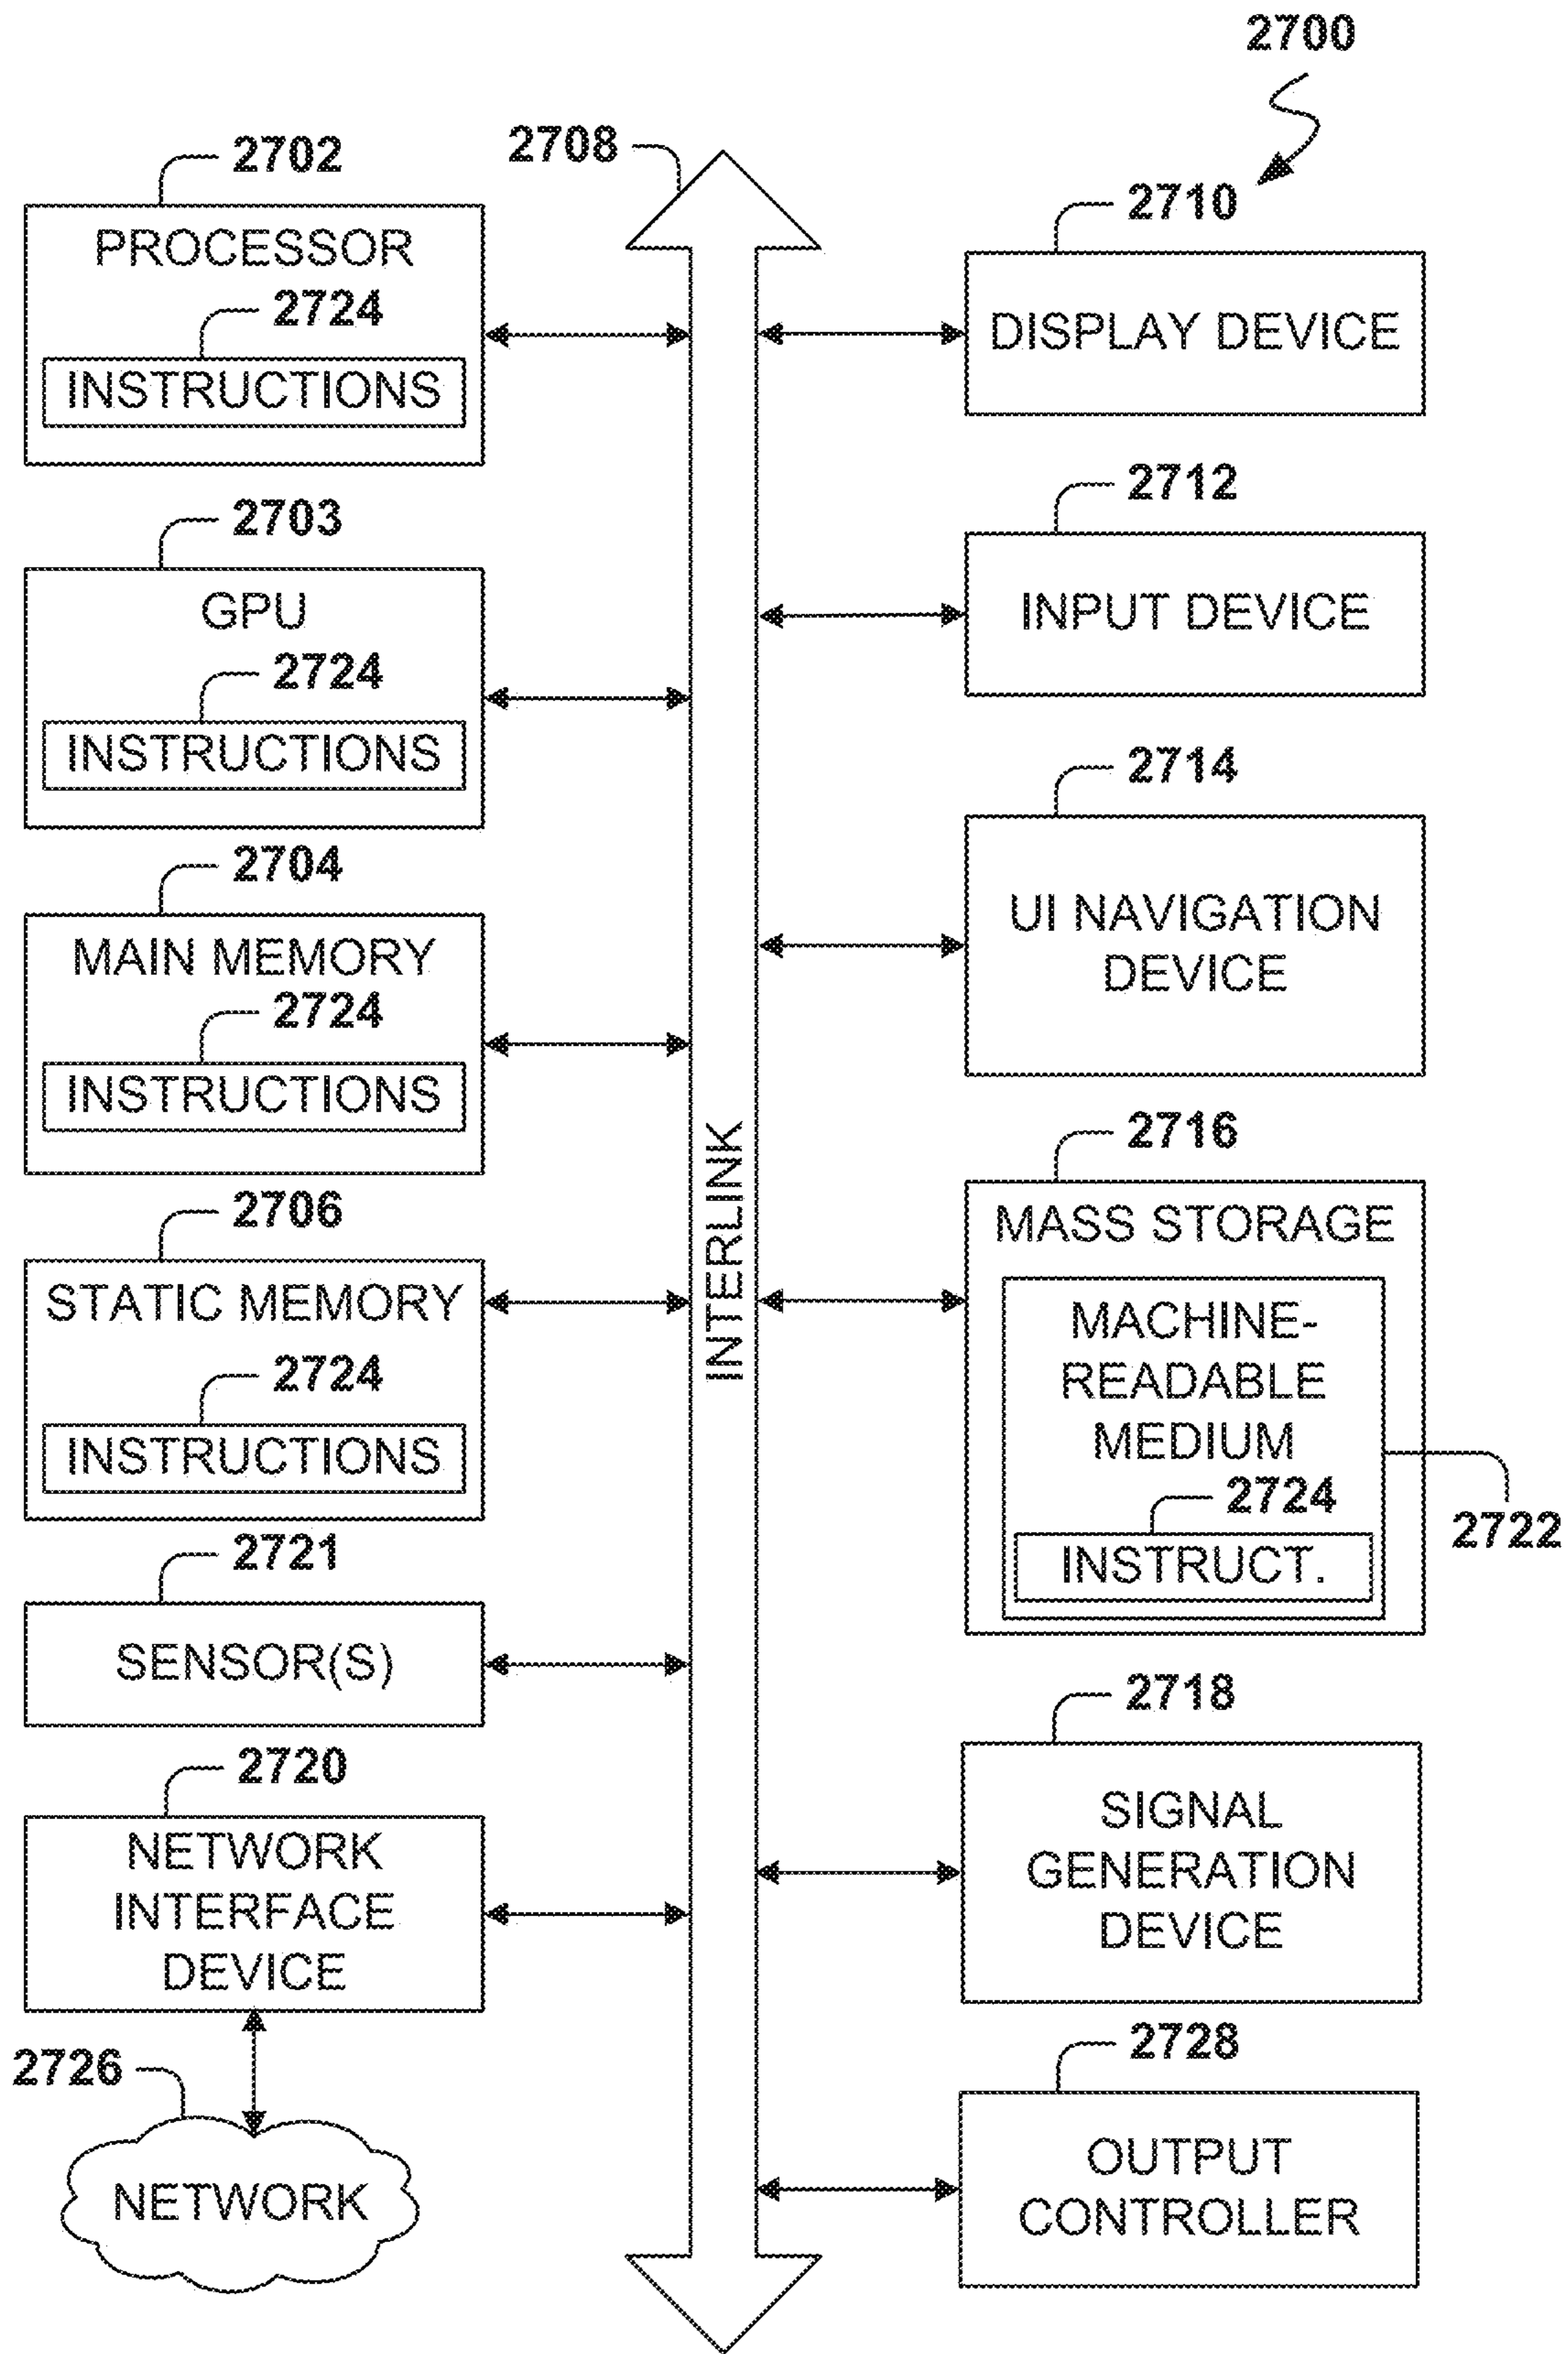 2700
2708
2702
PROCESSOR
2724
INSTRUCTIONS
2703
GPU
2724
INSTRUCTIONS
2704
MAIN MEMORY
2724
INSTRUCTIONS
2706
STATIC MEMORY
2724
INSTRUCTIONS
2721
SENSOR(S)
2720
NETWORK
INTERFACE
DEVICE
2726
NETWORK
INTERLINK
2710
DISPLAY DEVICE
2712
INPUT DEVICE
2714
UI NAVIGATION
DEVICE
2716
MASS STORAGE
MACHINE-
READABLE
MEDIUM
2724
INSTRUCT.
2722
2718
SIGNAL
GENERATION
DEVICE
2728
OUTPUT
CONTROLLER